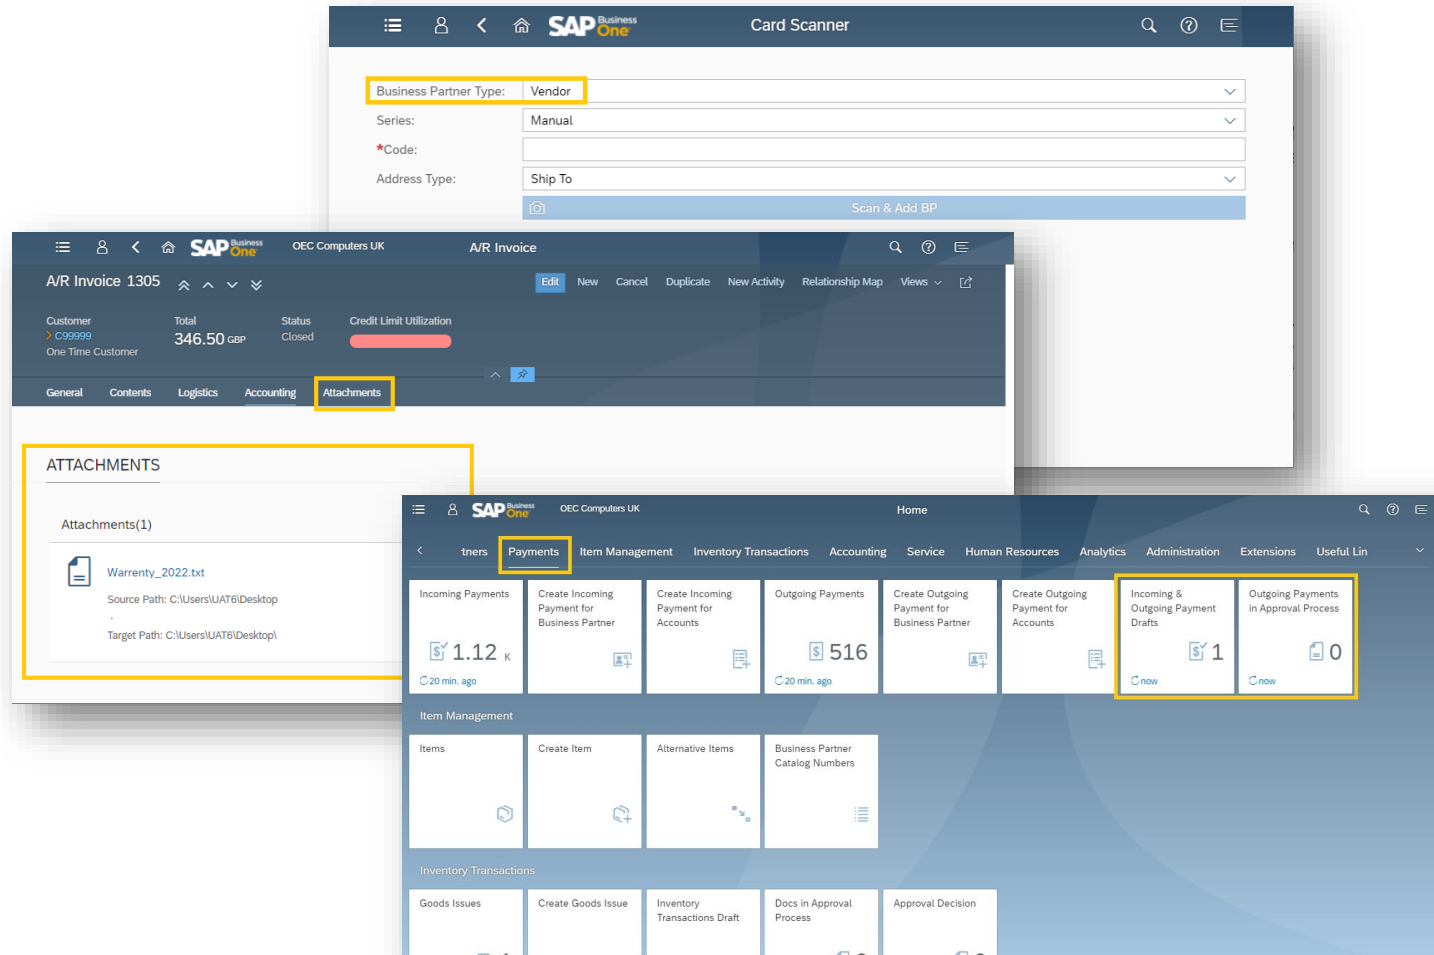 SAP Business One
Card Scanner
Business Partner Type: Vendor
Series: Manual
*Code:
Address Type: Ship To
Scan & Add BP
SAP Business One OEC Computers UK A/R Invoice
A/R Invoice 1305
Edit New Cancel Duplicate New Activity Relationship Map Views
Customer Total Status Credit Limit Utilization
C99999 346.50 GBP Closed
One Time Customer
General Contents Logistics Accounting Attachments
ATTACHMENTS
Attachments(1)
Warrenty_2022.txt
Source Path: C:\Users\UAT6\Desktop
.
Target Path: C:\Users\UAT6\Desktop\
SAP Business One OEC Computers UK Home
tners Payments Item Management Inventory Transactions Accounting Service Human Resources Analytics Administration Extensions Useful Lin
Incoming Payments
1.12 K
20 min. ago
Create Incoming
Payment for
Business Partner
Create Incoming
Payment for
Accounts
Outgoing Payments
516
20 min. ago
Create Outgoing
Payment for
Business Partner
Create Outgoing
Payment for
Accounts
Incoming &
Outgoing Payment
Drafts
1
now
Outgoing Payments
in Approval Process
0
now
Item Management
Items
Create Item
Alternative Items
Business Partner
Catalog Numbers
Inventory Transactions
Goods Issues
Create Goods Issue
Inventory
Transactions Draft
Docs in Approval
Process
Approval Decision